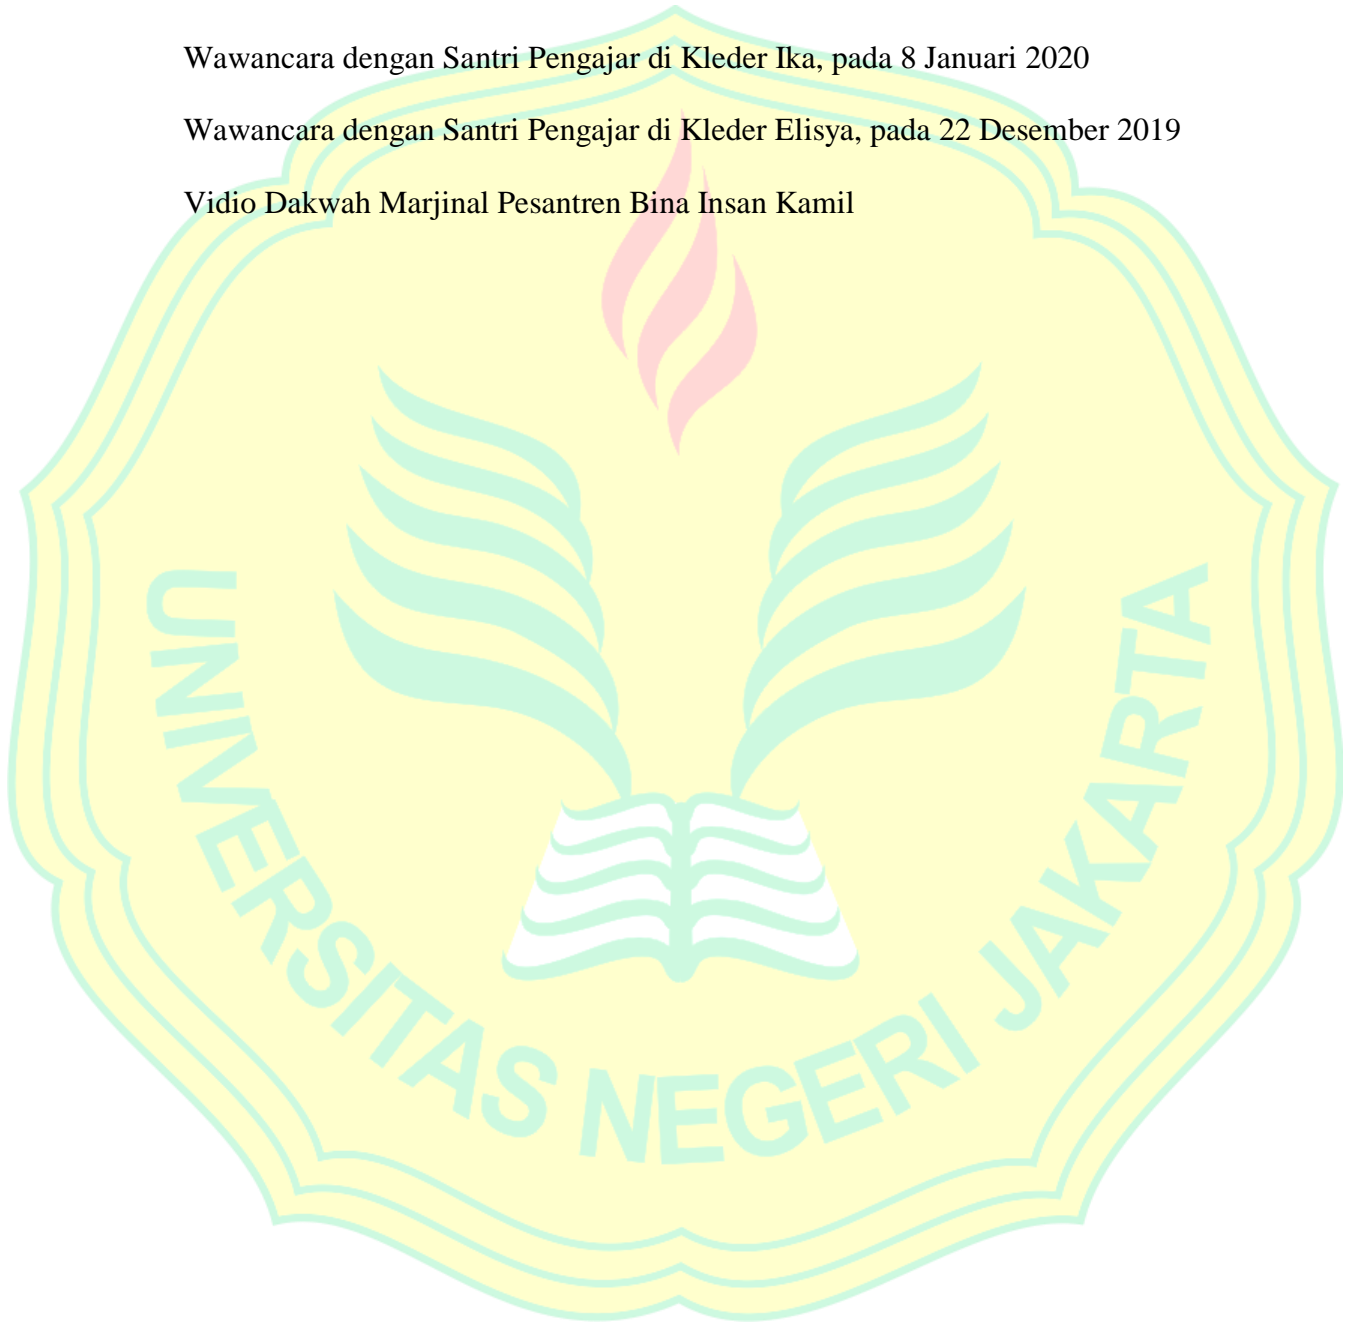 Wawancara dengan Santri Pengajar di Kleder Ika, pada 8 Januari 2020
Wawancara dengan Santri Pengajar di Kleder Elisya, pada 22 Desember 2019
Vidio Dakwah Marjinal Pesantren Bina Insan Kamil
UNIVERSITAS NEGERI JAKARTA